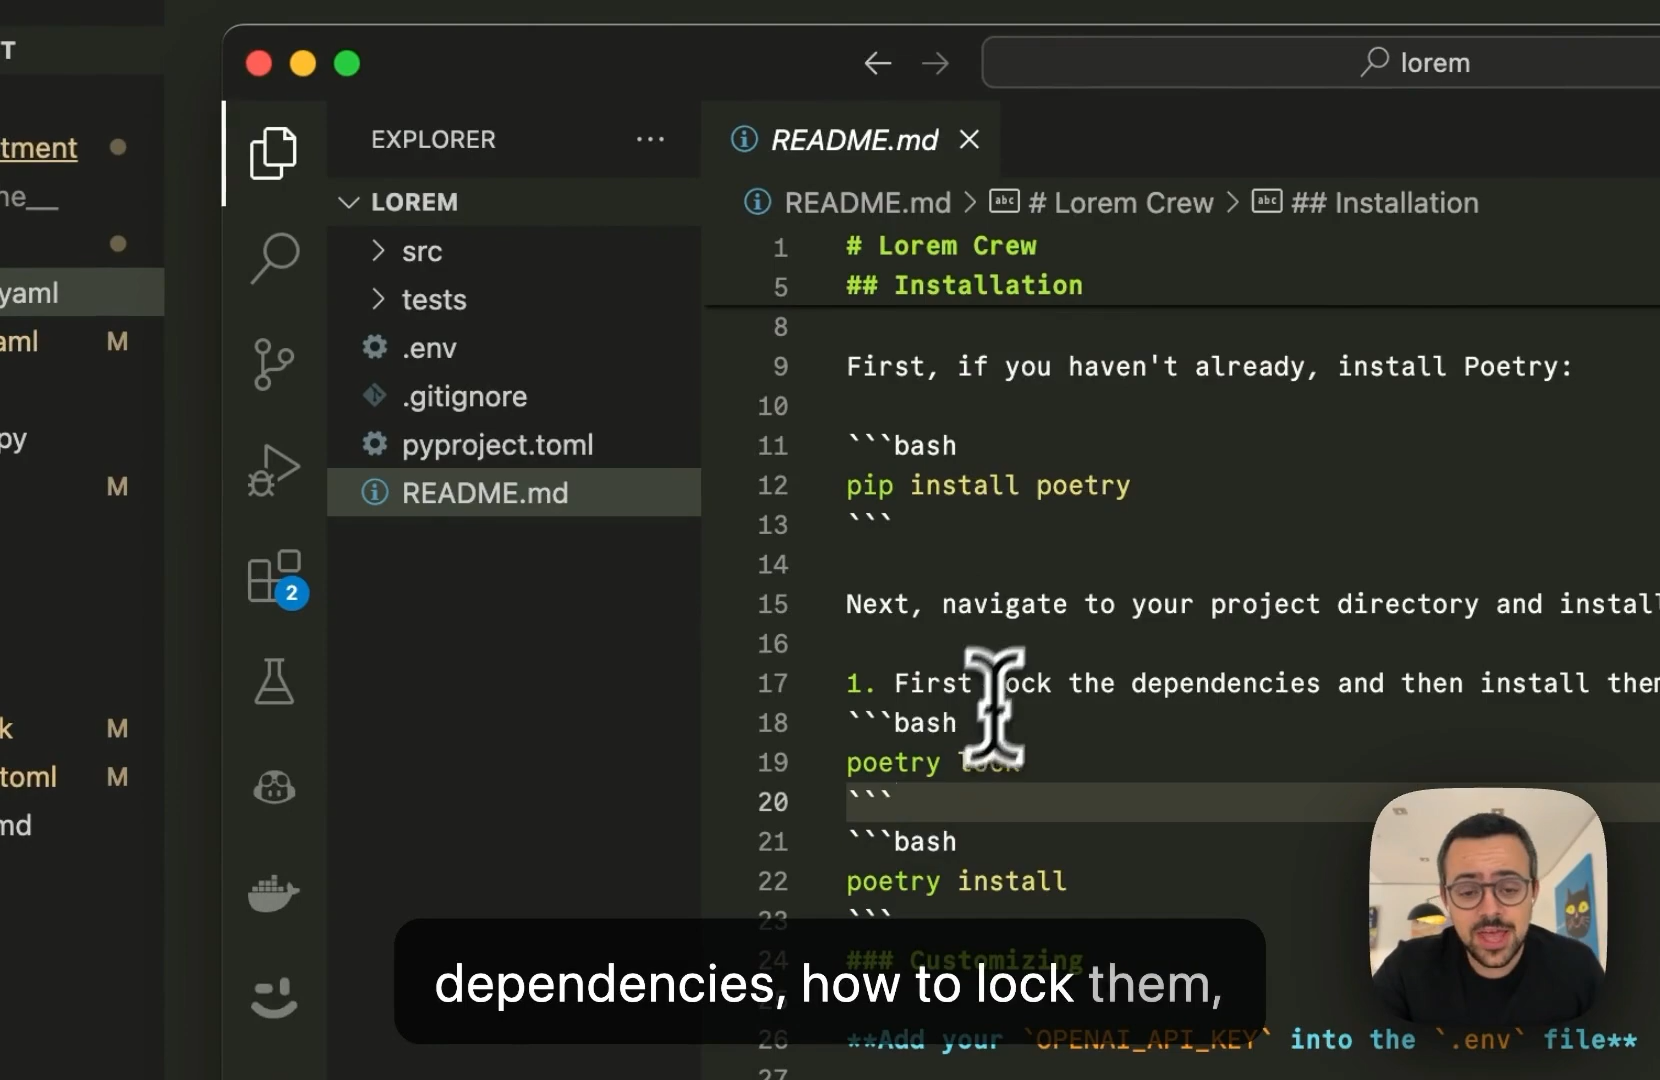 T
tment
ne__
yaml
aml M
py
M
k M
toml M
md
lorem
EXPLORER ...
README.md
LOREM
README.md > # Lorem Crew > ## Installation
src
tests
.env
.gitignore
pyproject.toml
README.md
2
1 # Lorem Crew
5 ## Installation
8
9 First, if you haven't already, install Poetry:
10
11 ```bash
12 pip install poetry
13 ```
14
15 Next, navigate to your project directory and install
16
17 1. First lock the dependencies and then install them
18 ```bash
19 poetry lock
20 ```
21 ```bash
22 poetry install
23 ```
24 ### Customizing
26 **Add your `OPENAI_API_KEY` into the `.env` file**
27
dependencies, how to lock them,